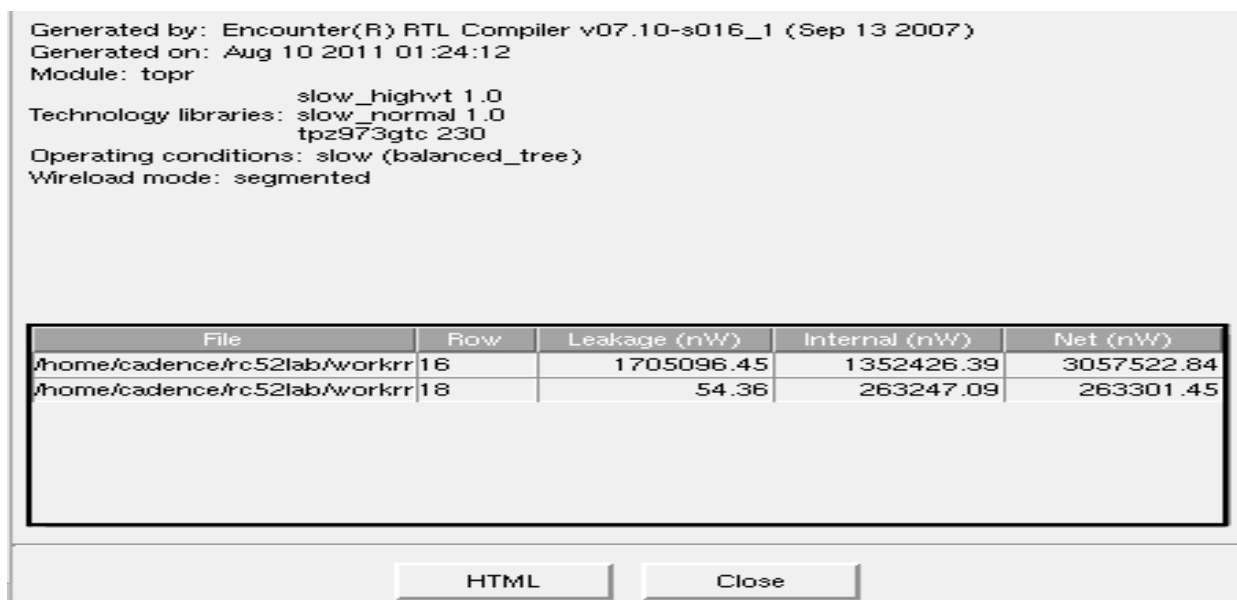 Generated by: Encounter(R) RTL Compiler v07.10-s016_1 (Sep 13 2007)
Generated on: Aug 10 2011 01:24:12
Module: topr
slow_highvt 1.0
Technology libraries: slow_normal 1.0
tpz973gtc 230
Operating conditions: slow (balanced_tree)
Wireload mode: segmented
File Row Leakage (nW) Internal (nW) Net (nW)
/home/cadence/rc52lab/workrr 16 1705096.45 1352426.39 3057522.84
/home/cadence/rc52lab/workrr 18 54.36 263247.09 263301.45
HTML Close